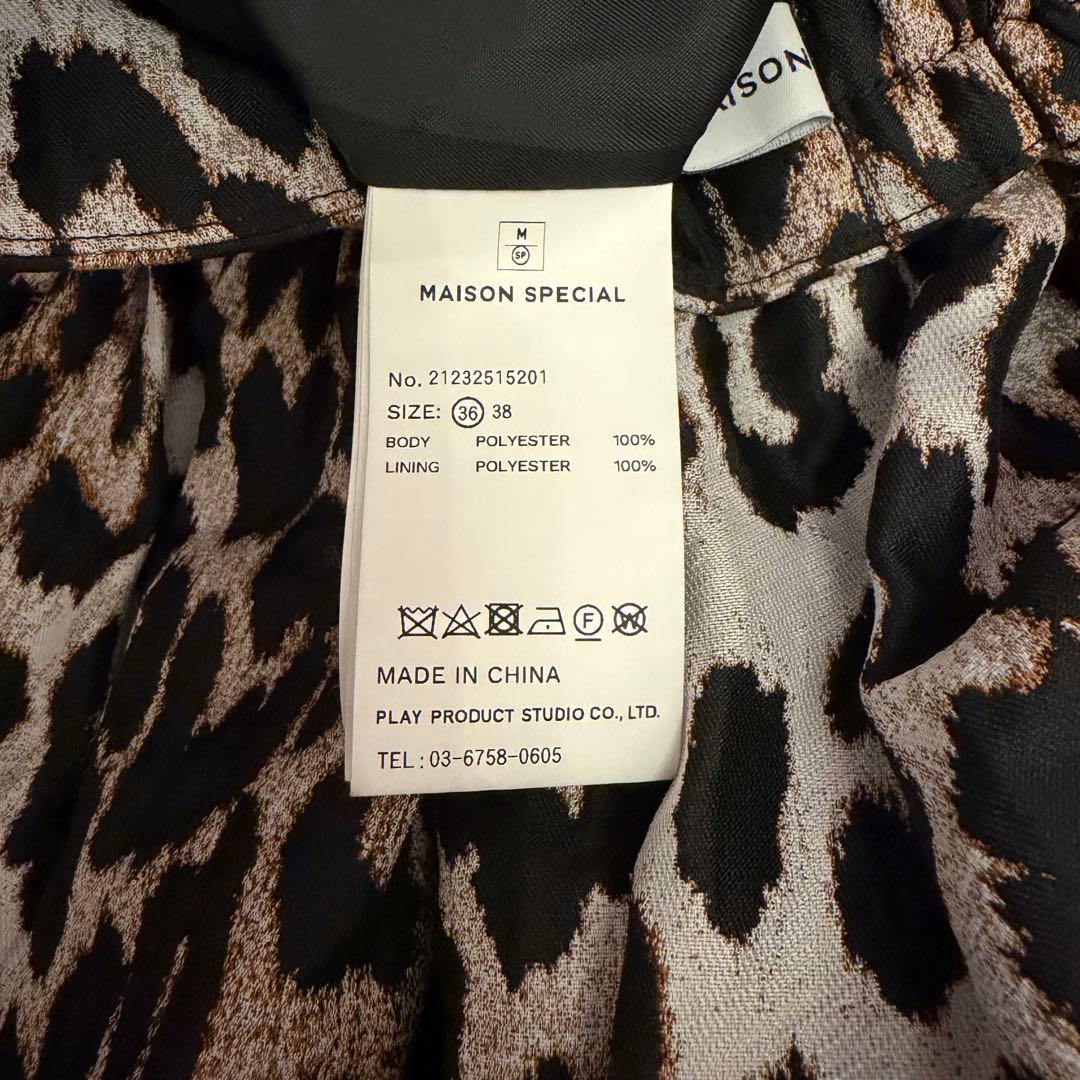 AISON
M
SP
MAISON SPECIAL
No. 21232515201
SIZE: 36 38
BODY POLYESTER 100%
LINING POLYESTER 100%
F
W
MADE IN CHINA
PLAY PRODUCT STUDIO CO., LTD.
TEL : 03-6758-0605